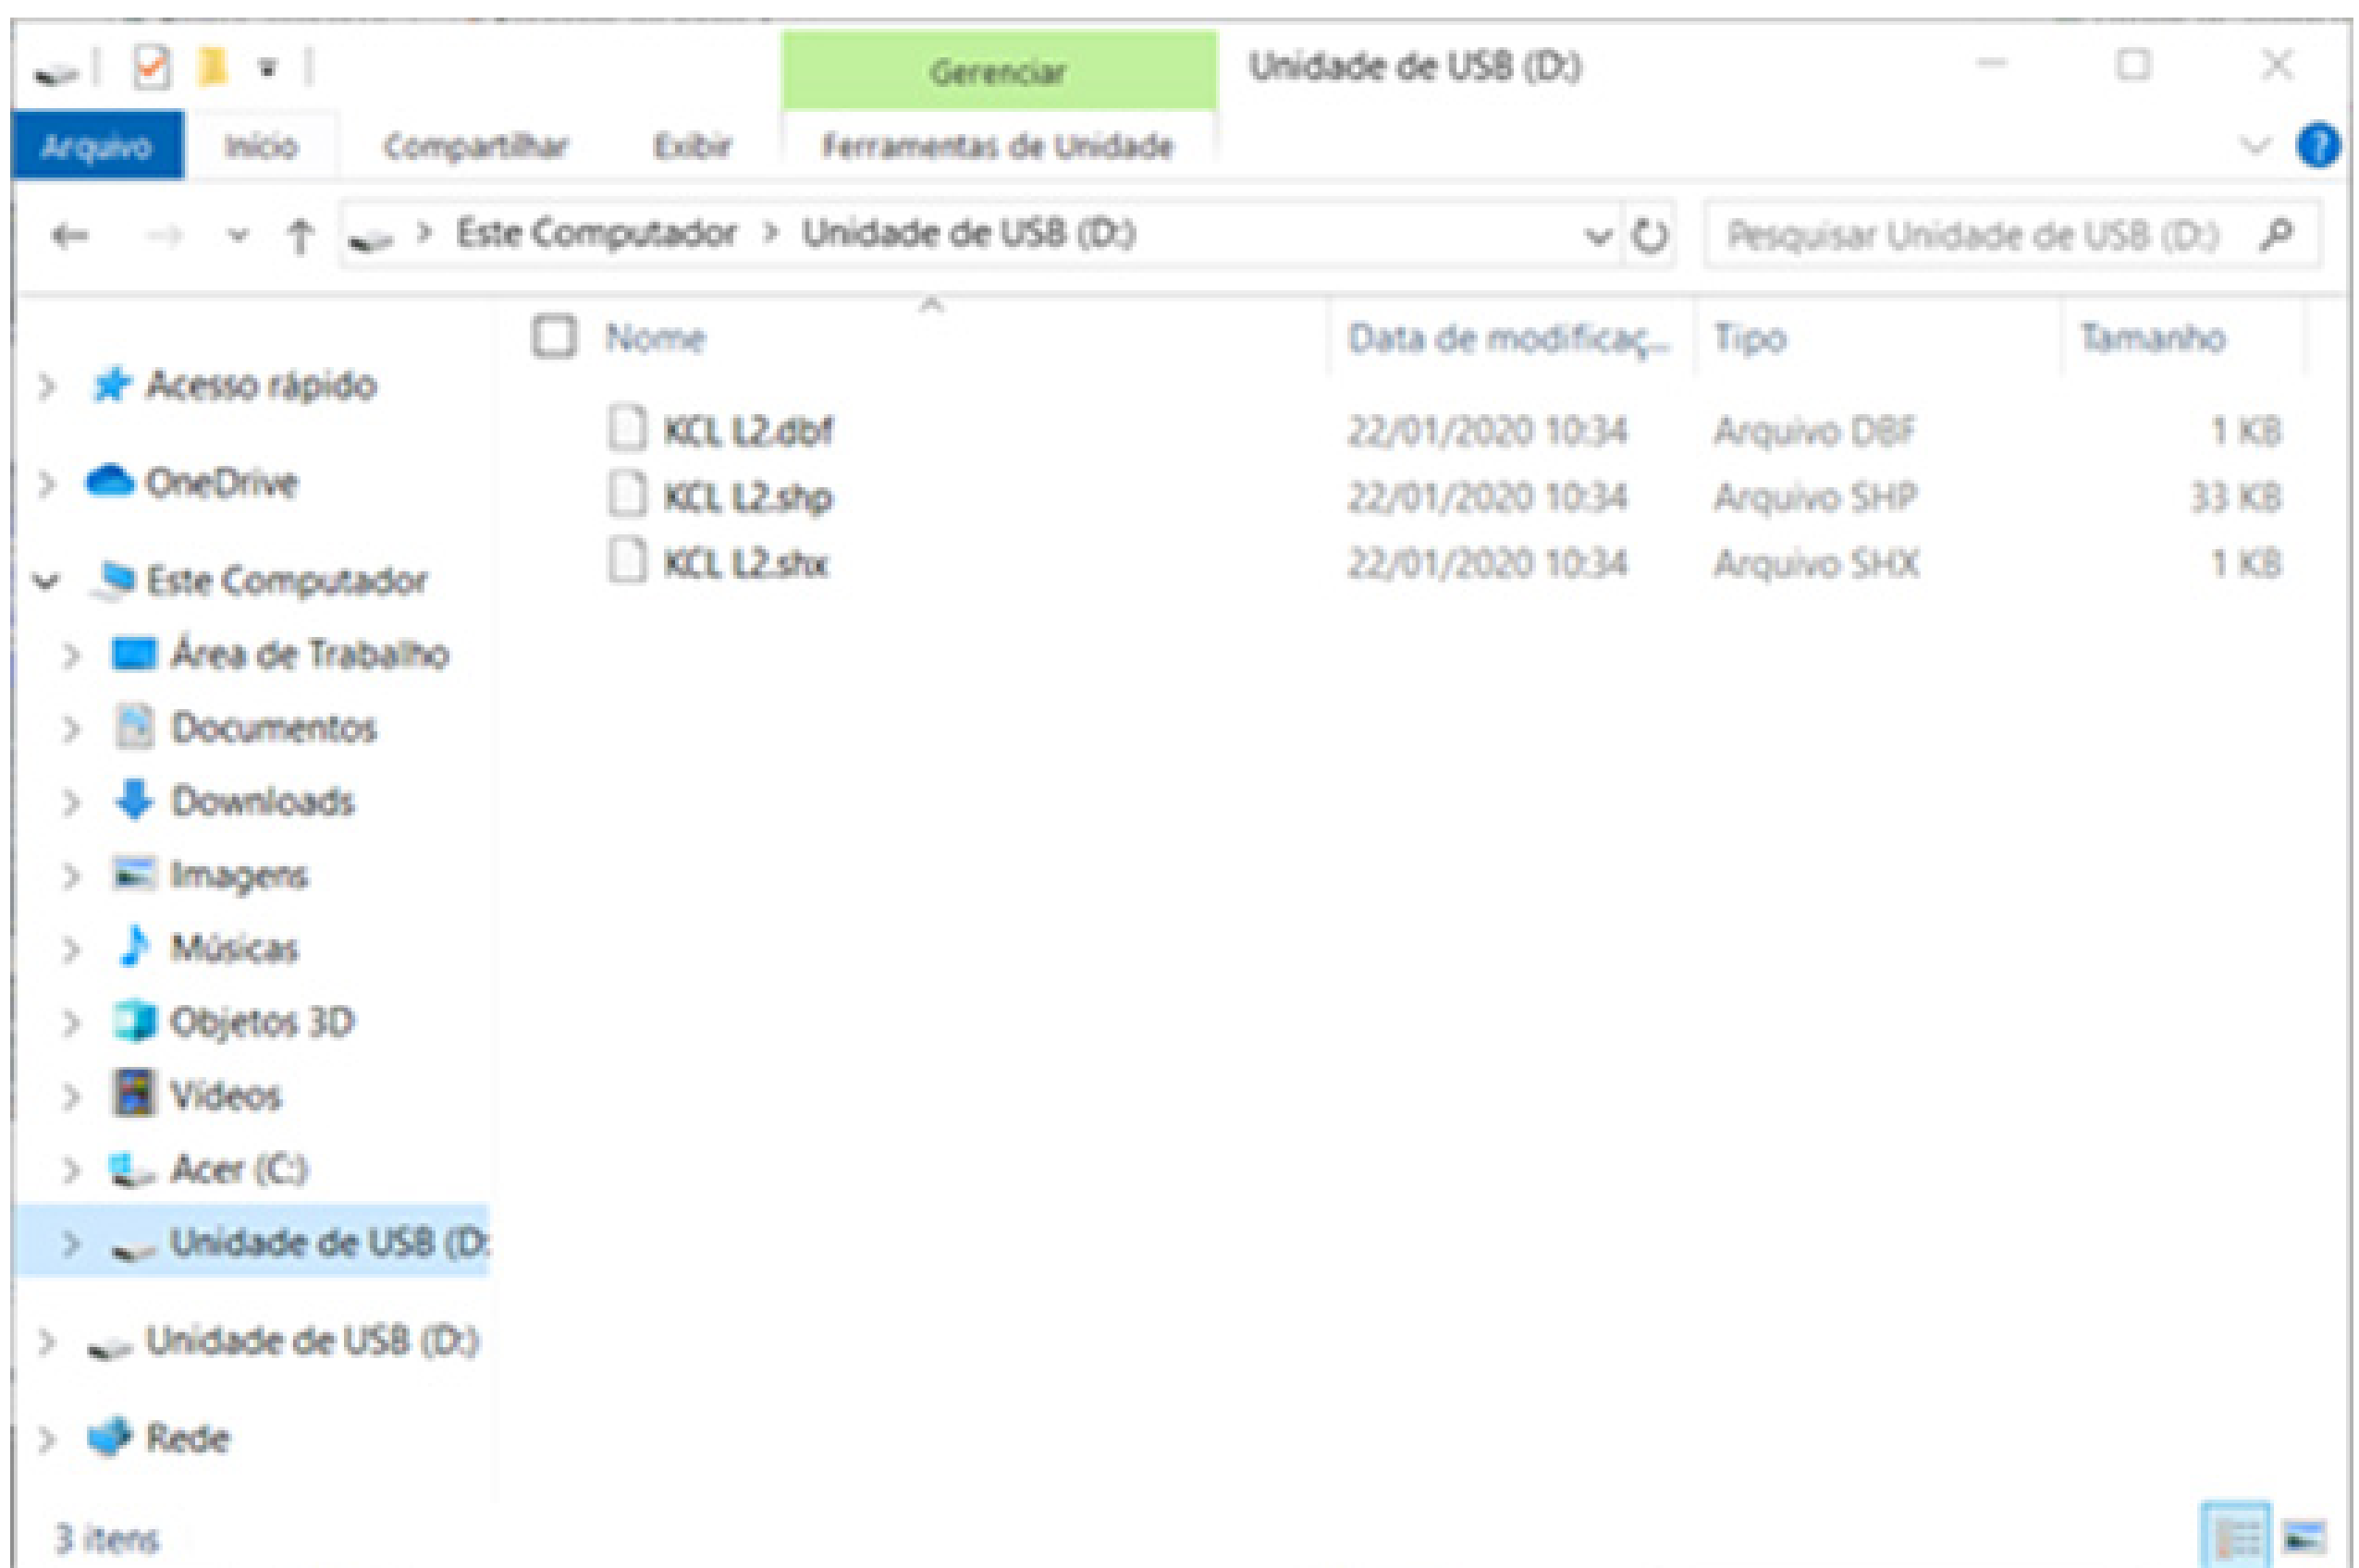 Gerenciar
Unidade de USB (D:)
Arquivo Início Compartilhar Exibir Ferramentas de Unidade
Este Computador Unidade de USB (D:)
Pesquisar Unidade de USB (D:)
Nome Data de modificaç... Tipo Tamanho
KCL L2.dbf 22/01/2020 10:34 Arquivo DBF 1 KB
KCL L2.shp 22/01/2020 10:34 Arquivo SHP 33 KB
KCL L2.shx 22/01/2020 10:34 Arquivo SHX 1 KB
Acesso rápido
OneDrive
Este Computador
Área de Trabalho
Documentos
Downloads
Imagens
Músicas
Objetos 3D
Vídeos
Acer (C:)
Unidade de USB (D:
Unidade de USB (D:)
Rede
3 itens